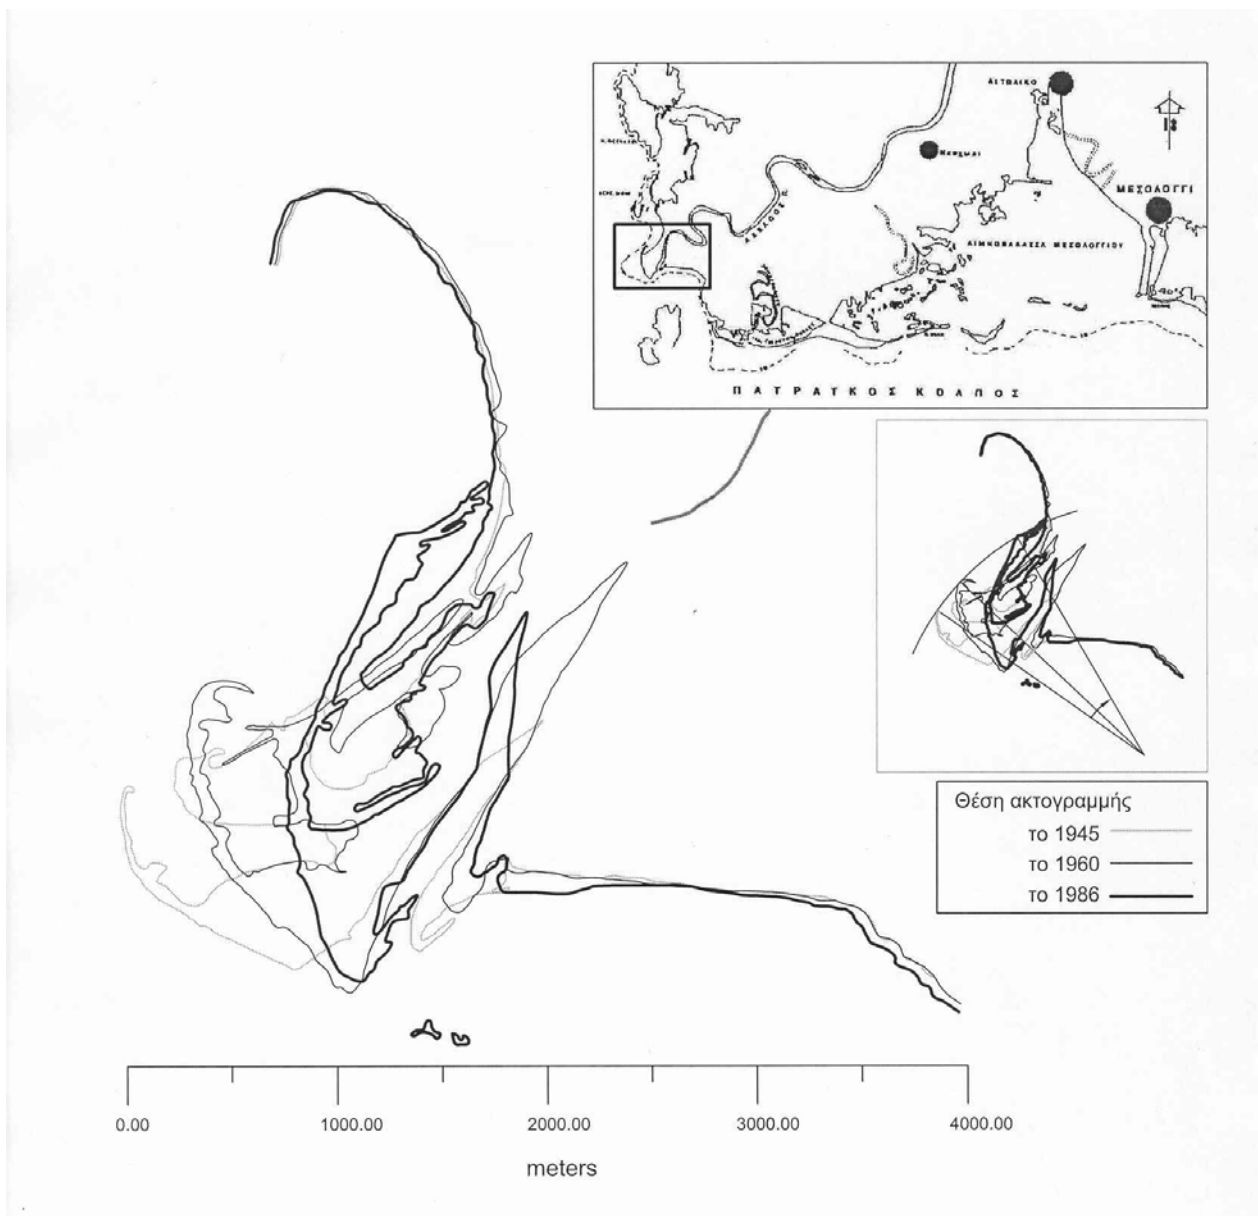 ΑΙΤΩΛΙΚΟ
ΜΕΣΟΛΟΓΓΙ
ΛΙΜΝΟΘΑΛΑΣΣΑ ΜΕΣΟΛΟΓΓΙΟΥ
ΠΑΤΡΑΥΚΟΣ ΚΟΛΠΟΣ
Θέση ακτογραμμής
το 1945
το 1960
το 1986
0.00 1000.00 2000.00 3000.00 4000.00
meters